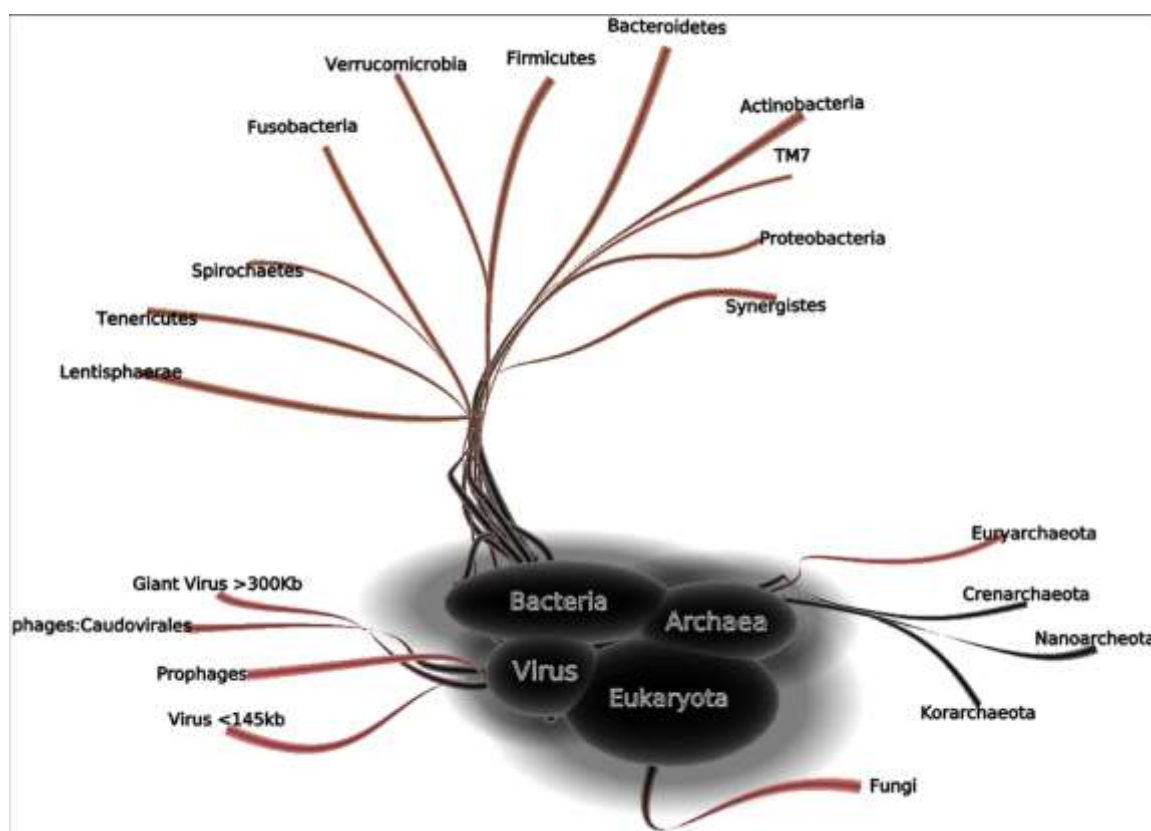 Bacteroidetes
Verrucomicrobia
Firmicutes
Actinobacteria
Fusobacteria
TM7
Proteobacteria
Spirochaetes
Synergistes
Tenericutes
Lentisphaerae
Euryarchaeota
Giant Virus >300Kb
Bacteria
Crenarchaeota
phages:Caudovirales
Archaea
Nanoarcheota
Prophages
Virus
Eukaryota
Virus <145kb
Korarchaeota
Fungi